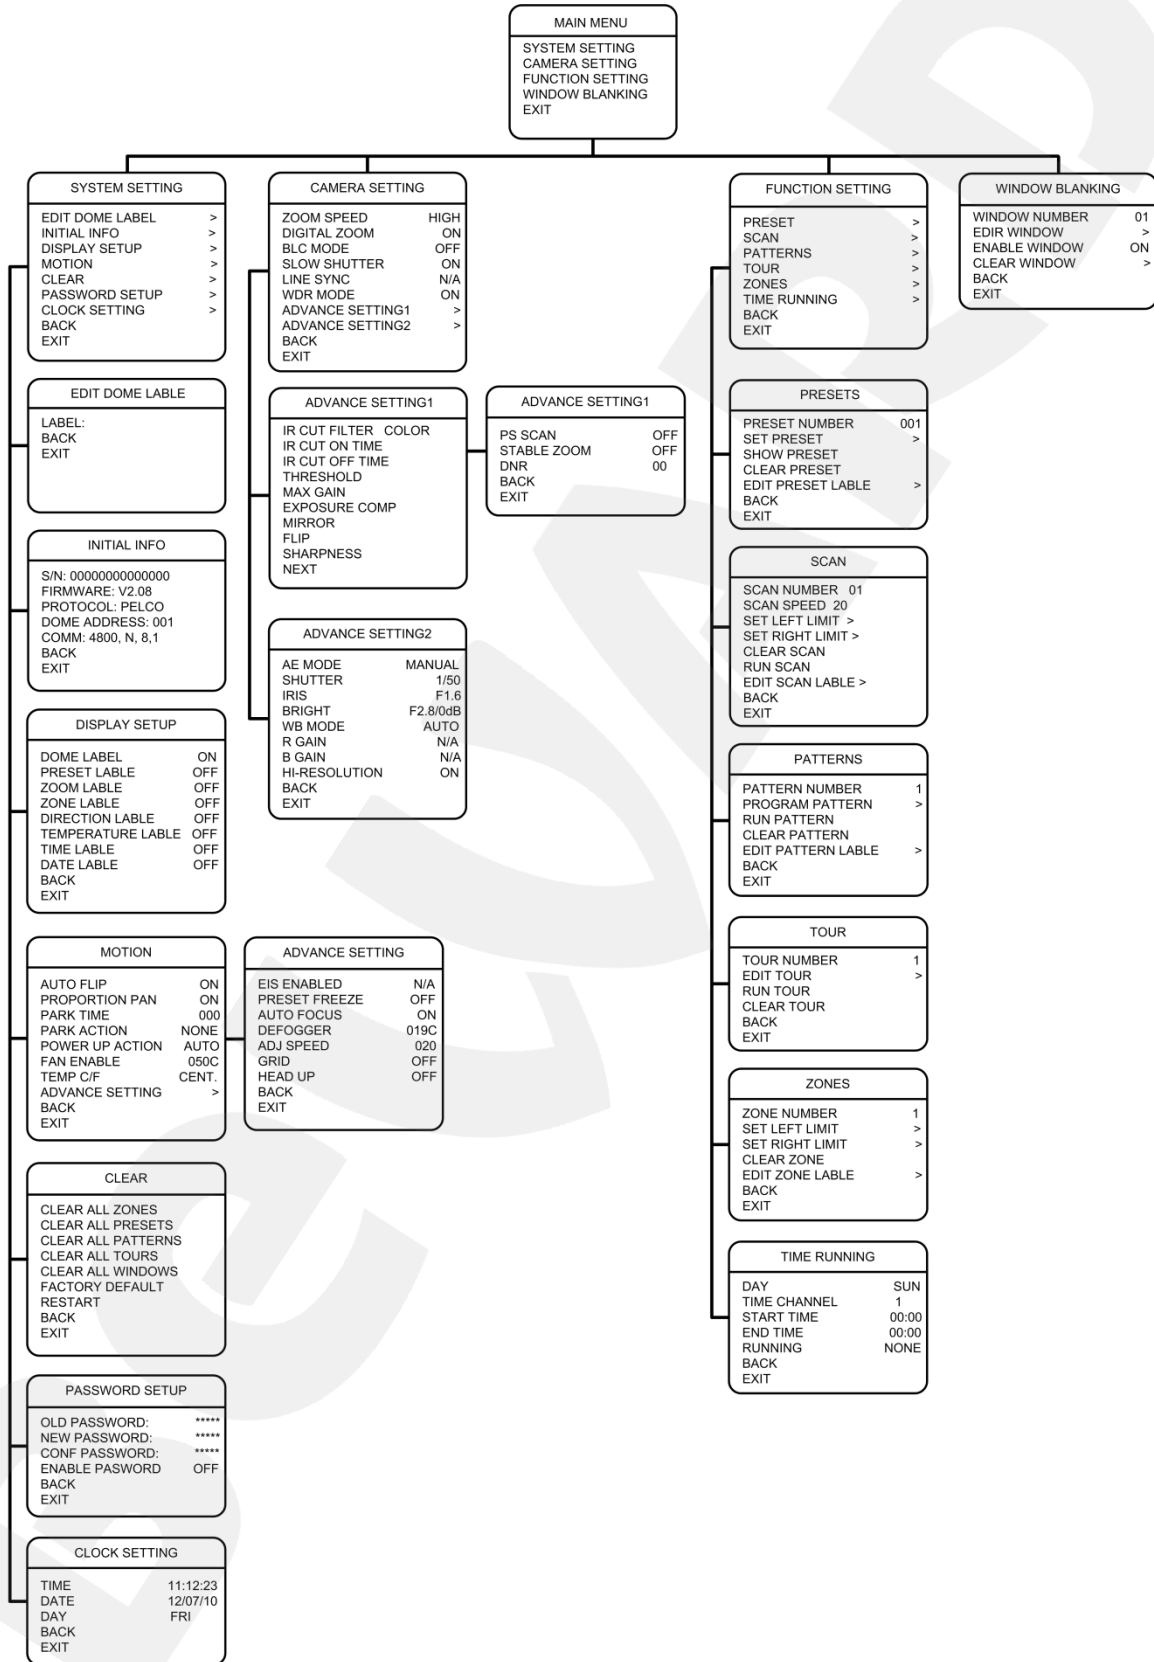 MAIN MENU
SYSTEM SETTING
CAMERA SETTING
FUNCTION SETTING
WINDOW BLANKING
EXIT
SYSTEM SETTING
EDIT DOME LABEL >
INITIAL INFO >
DISPLAY SETUP >
MOTION >
CLEAR >
PASSWORD SETUP >
CLOCK SETTING >
BACK
EXIT
EDIT DOME LABLE
LABEL:
BACK
EXIT
INITIAL INFO
S/N: 00000000000000
FIRMWARE: V2.08
PROTOCOL: PELCO
DOME ADDRESS: 001
COMM: 4800, N, 8,1
BACK
EXIT
DISPLAY SETUP
DOME LABEL ON
PRESET LABLE OFF
ZOOM LABLE OFF
ZONE LABLE OFF
DIRECTION LABLE OFF
TEMPERATURE LABLE OFF
TIME LABLE OFF
DATE LABLE OFF
BACK
EXIT
MOTION
AUTO FLIP ON
PROPORTION PAN ON
PARK TIME 000
PARK ACTION NONE
POWER UP ACTION AUTO
FAN ENABLE 050C
TEMP C/F CENT.
ADVANCE SETTING >
BACK
EXIT
ADVANCE SETTING
EIS ENABLED N/A
PRESET FREEZE OFF
AUTO FOCUS ON
DEFOGGER 019C
ADJ SPEED 020
GRID OFF
HEAD UP OFF
BACK
EXIT
CLEAR
CLEAR ALL ZONES
CLEAR ALL PRESETS
CLEAR ALL PATTERNS
CLEAR ALL TOURS
CLEAR ALL WINDOWS
FACTORY DEFAULT
RESTART
BACK
EXIT
PASSWORD SETUP
OLD PASSWORD: *****
NEW PASSWORD: *****
CONF PASSWORD: *****
ENABLE PASWORD OFF
BACK
EXIT
CLOCK SETTING
TIME 11:12:23
DATE 12/07/10
DAY FRI
BACK
EXIT
CAMERA SETTING
ZOOM SPEED HIGH
DIGITAL ZOOM ON
BLC MODE OFF
SLOW SHUTTER ON
LINE SYNC N/A
WDR MODE ON
ADVANCE SETTING1 >
ADVANCE SETTING2 >
BACK
EXIT
ADVANCE SETTING1
IR CUT FILTER COLOR
IR CUT ON TIME
IR CUT OFF TIME
THRESHOLD
MAX GAIN
EXPOSURE COMP
MIRROR
FLIP
SHARPNESS
NEXT
ADVANCE SETTING1
PS SCAN OFF
STABLE ZOOM OFF
DNR 00
BACK
EXIT
ADVANCE SETTING2
AE MODE MANUAL
SHUTTER 1/50
IRIS F1.6
BRIGHT F2.8/0dB
WB MODE AUTO
R GAIN N/A
B GAIN N/A
HI-RESOLUTION ON
BACK
EXIT
FUNCTION SETTING
PRESET >
SCAN >
PATTERNS >
TOUR >
ZONES >
TIME RUNNING >
BACK
EXIT
PRESETS
PRESET NUMBER 001
SET PRESET >
SHOW PRESET
CLEAR PRESET
EDIT PRESET LABLE >
BACK
EXIT
SCAN
SCAN NUMBER 01
SCAN SPEED 20
SET LEFT LIMIT >
SET RIGHT LIMIT >
CLEAR SCAN
RUN SCAN
EDIT SCAN LABLE >
BACK
EXIT
PATTERNS
PATTERN NUMBER 1
PROGRAM PATTERN >
RUN PATTERN
CLEAR PATTERN
EDIT PATTERN LABLE >
BACK
EXIT
TOUR
TOUR NUMBER 1
EDIT TOUR >
RUN TOUR
CLEAR TOUR
BACK
EXIT
ZONES
ZONE NUMBER 1
SET LEFT LIMIT >
SET RIGHT LIMIT >
CLEAR ZONE
EDIT ZONE LABLE >
BACK
EXIT
TIME RUNNING
DAY SUN
TIME CHANNEL 1
START TIME 00:00
END TIME 00:00
RUNNING NONE
BACK
EXIT
WINDOW BLANKING
WINDOW NUMBER 01
EDIR WINDOW >
ENABLE WINDOW ON
CLEAR WINDOW >
BACK
EXIT